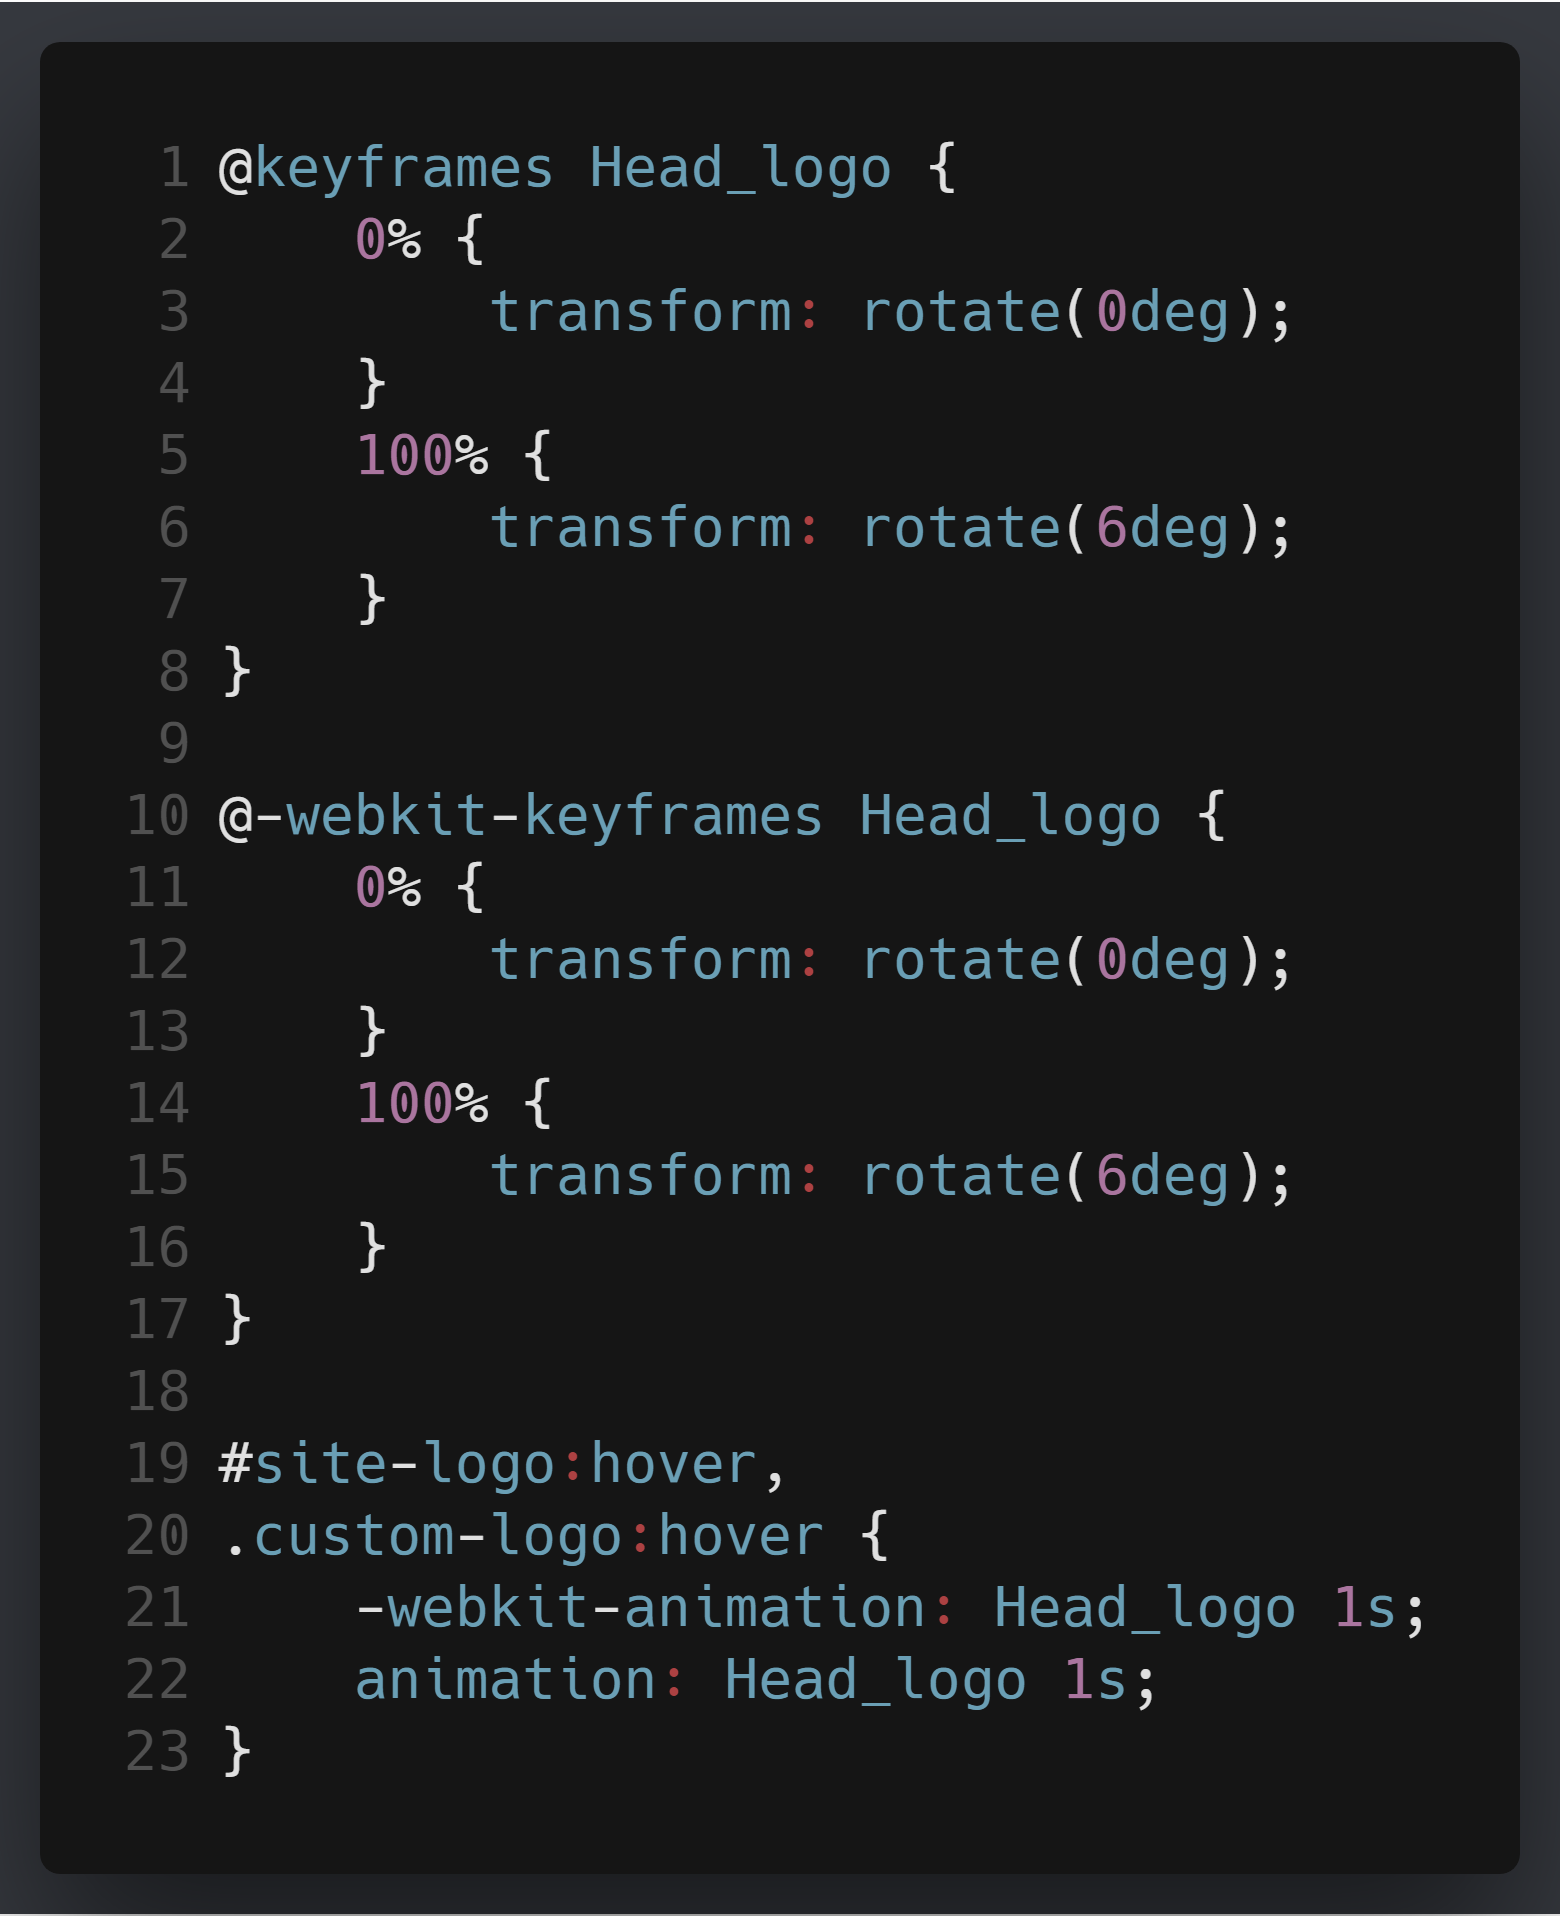 1 @keyframes Head_logo {
2     0% {
3         transform: rotate(0deg);
4     }
5     100% {
6         transform: rotate(6deg);
7     }
8 }
9
10 @-webkit-keyframes Head_logo {
11     0% {
12         transform: rotate(0deg);
13     }
14     100% {
15         transform: rotate(6deg);
16     }
17 }
18
19 #site-logo:hover,
20 .custom-logo:hover {
21     -webkit-animation: Head_logo 1s;
22     animation: Head_logo 1s;
23 }